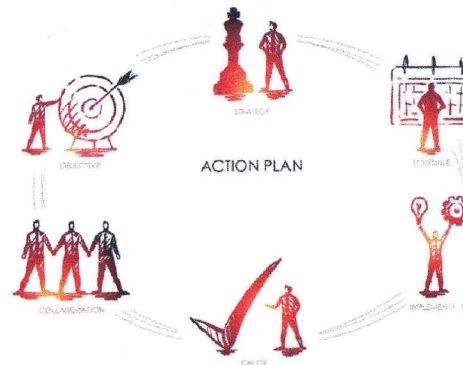 STRATEGY
OBJECTIVE
SCHEDULE
ACTION PLAN
COLLABORATION
CHECK